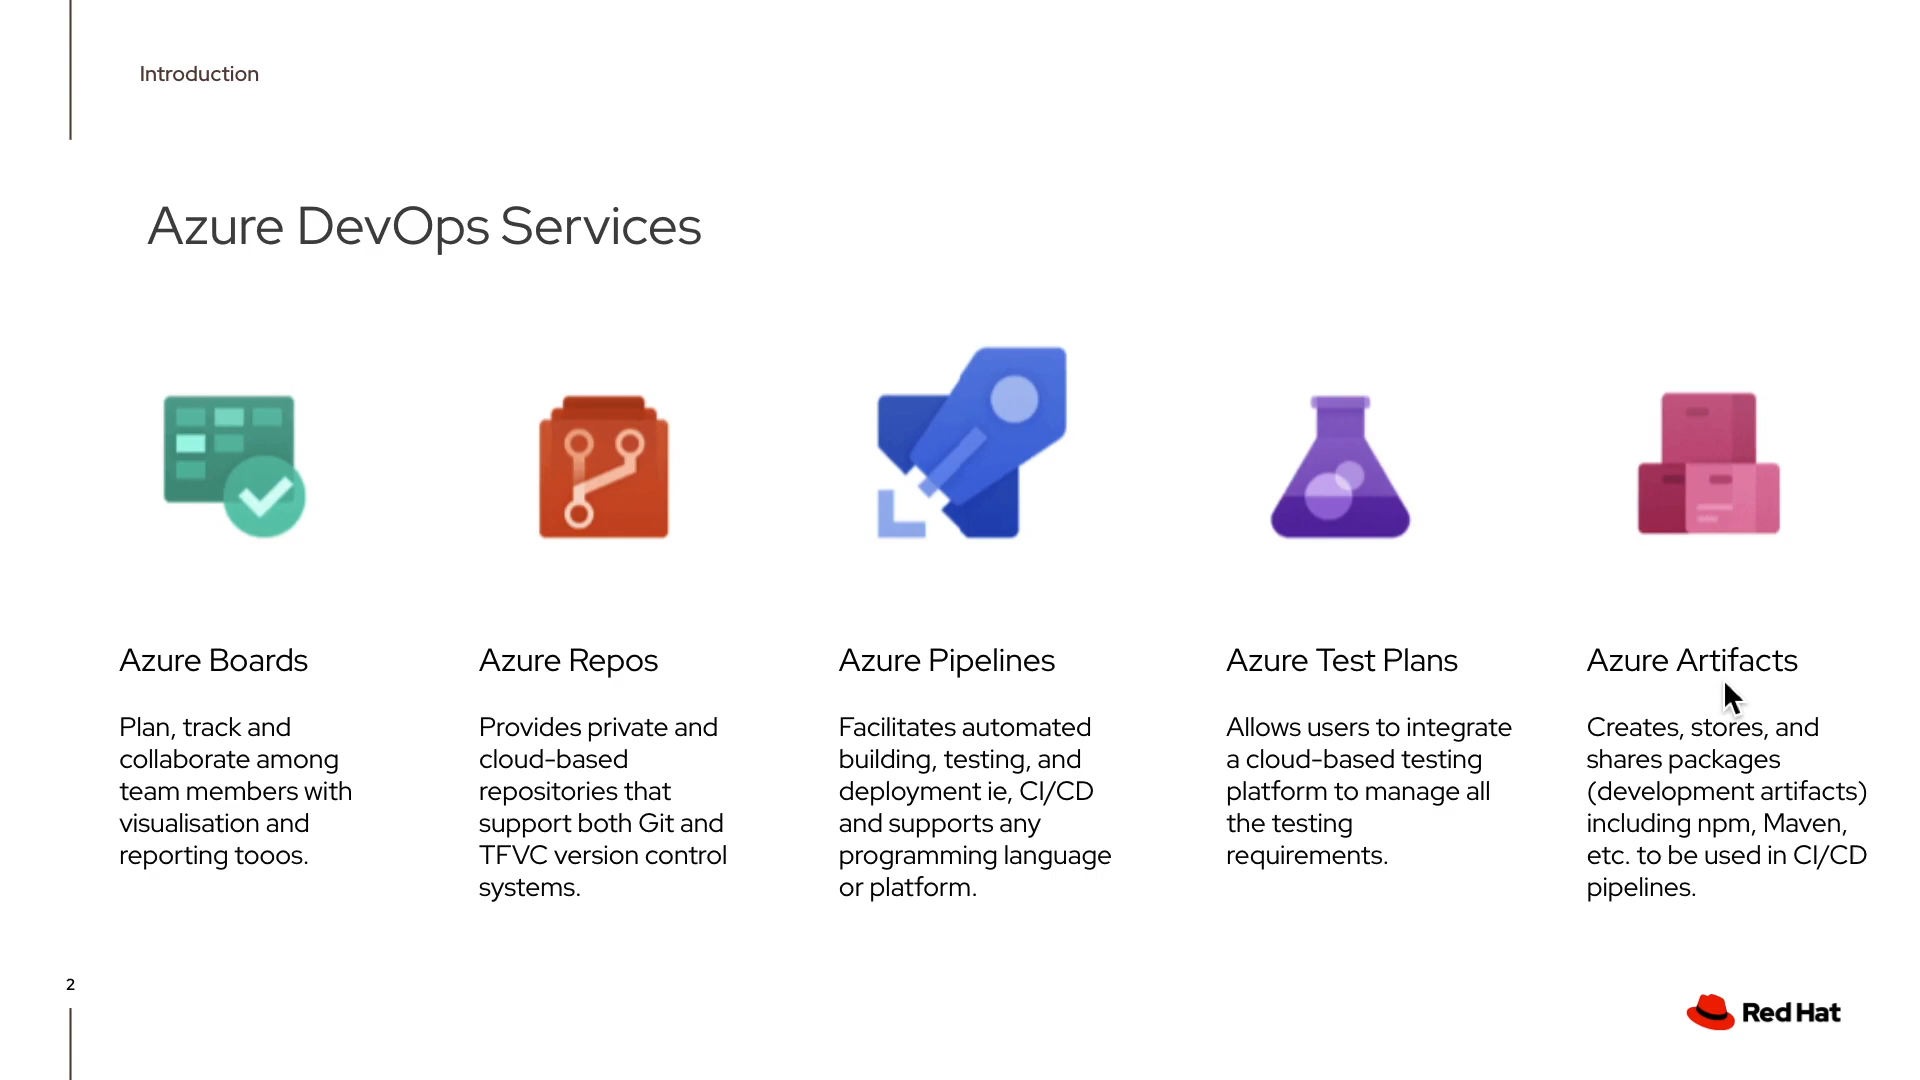 Introduction
Azure DevOps Services
Azure Boards
Plan, track and
collaborate among
team members with
visualisation and
reporting tooos.
Azure Repos
Provides private and
cloud-based
repositories that
support both Git and
TFVC version control
systems.
Azure Pipelines
Facilitates automated
building, testing, and
deployment ie, CI/CD
and supports any
programming language
or platform.
Azure Test Plans
Allows users to integrate
a cloud-based testing
platform to manage all
the testing
requirements.
Azure Artifacts
Creates, stores, and
shares packages
(development artifacts)
including npm, Maven,
etc. to be used in CI/CD
pipelines.
2
Red Hat